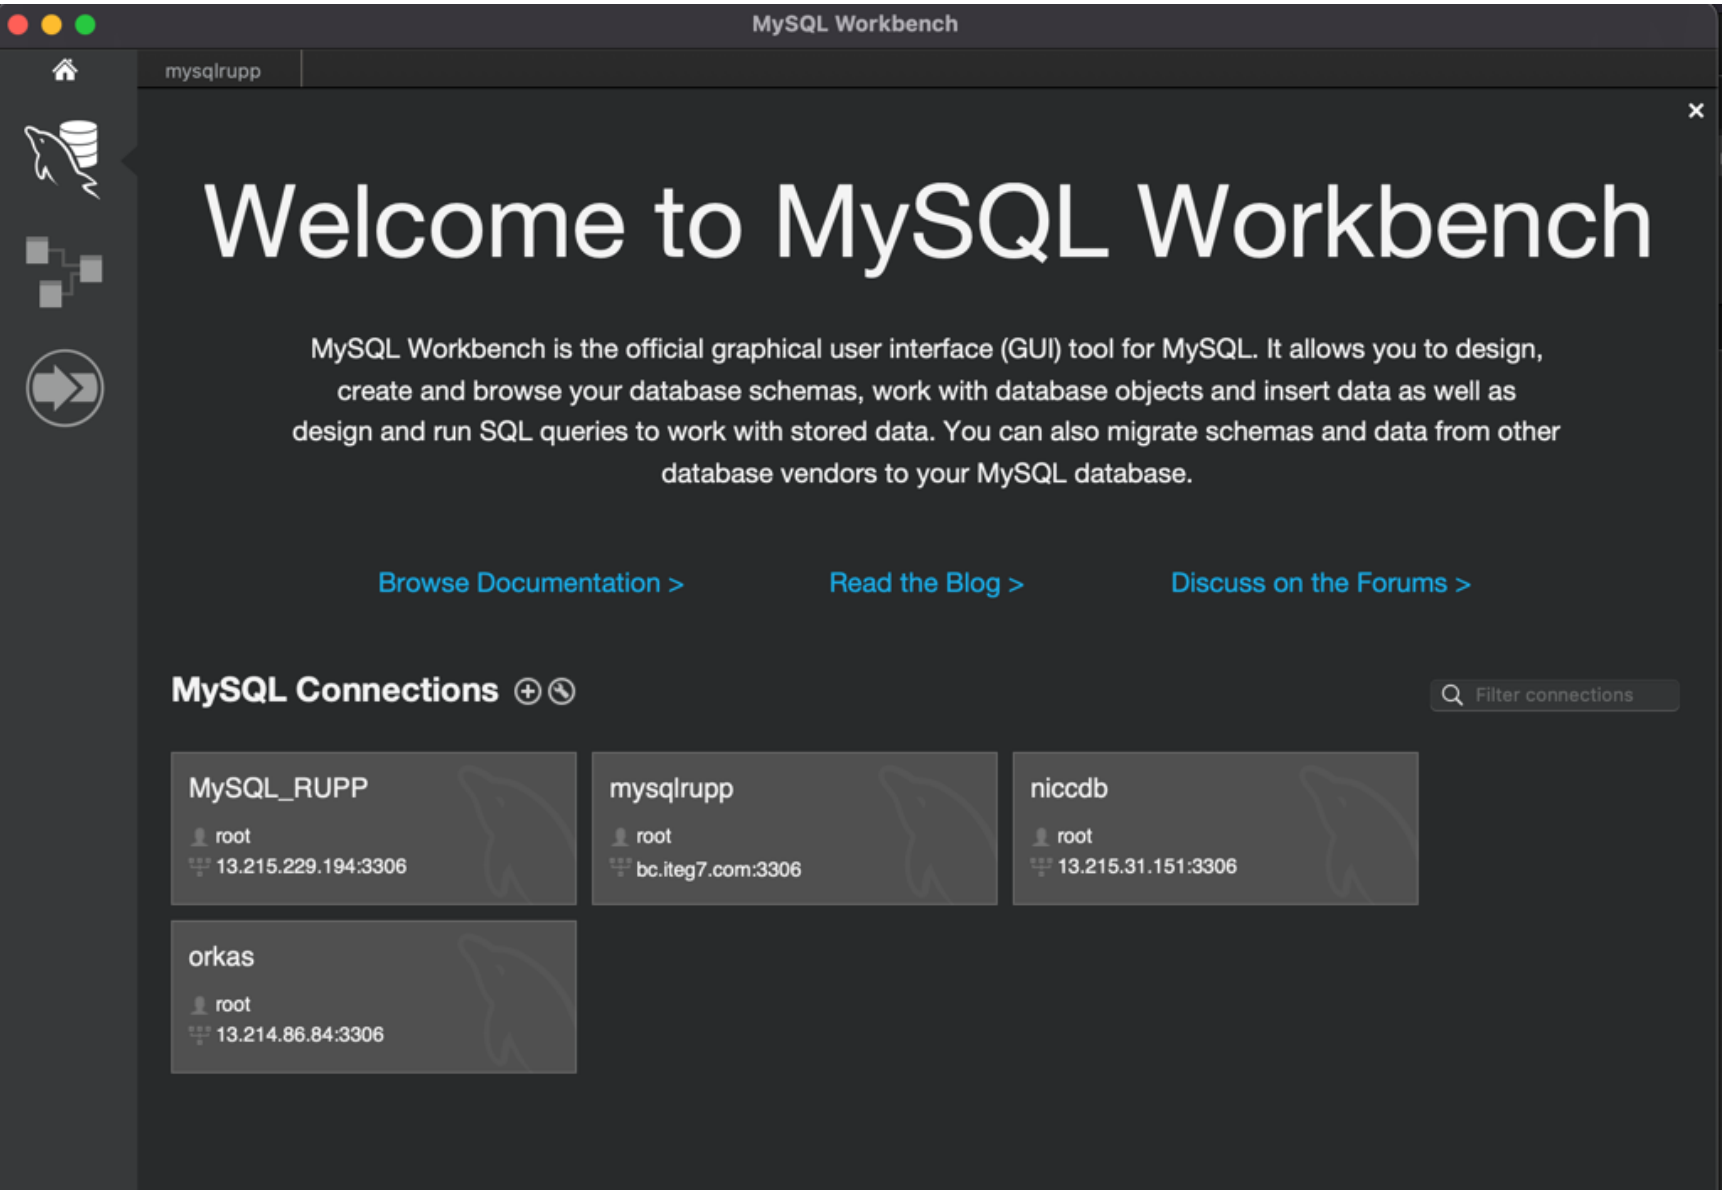 MySQL Workbench
mysqlrupp
Welcome to MySQL Workbench
MySQL Workbench is the official graphical user interface (GUI) tool for MySQL. It allows you to design,
create and browse your database schemas, work with database objects and insert data as well as
design and run SQL queries to work with stored data. You can also migrate schemas and data from other
database vendors to your MySQL database.
Browse Documentation > Read the Blog > Discuss on the Forums >
MySQL Connections
Filter connections
MySQL_RUPP
root
13.215.229.194:3306
mysqlrupp
root
bc.iteg7.com:3306
niccdb
root
13.215.31.151:3306
orkas
root
13.214.86.84:3306